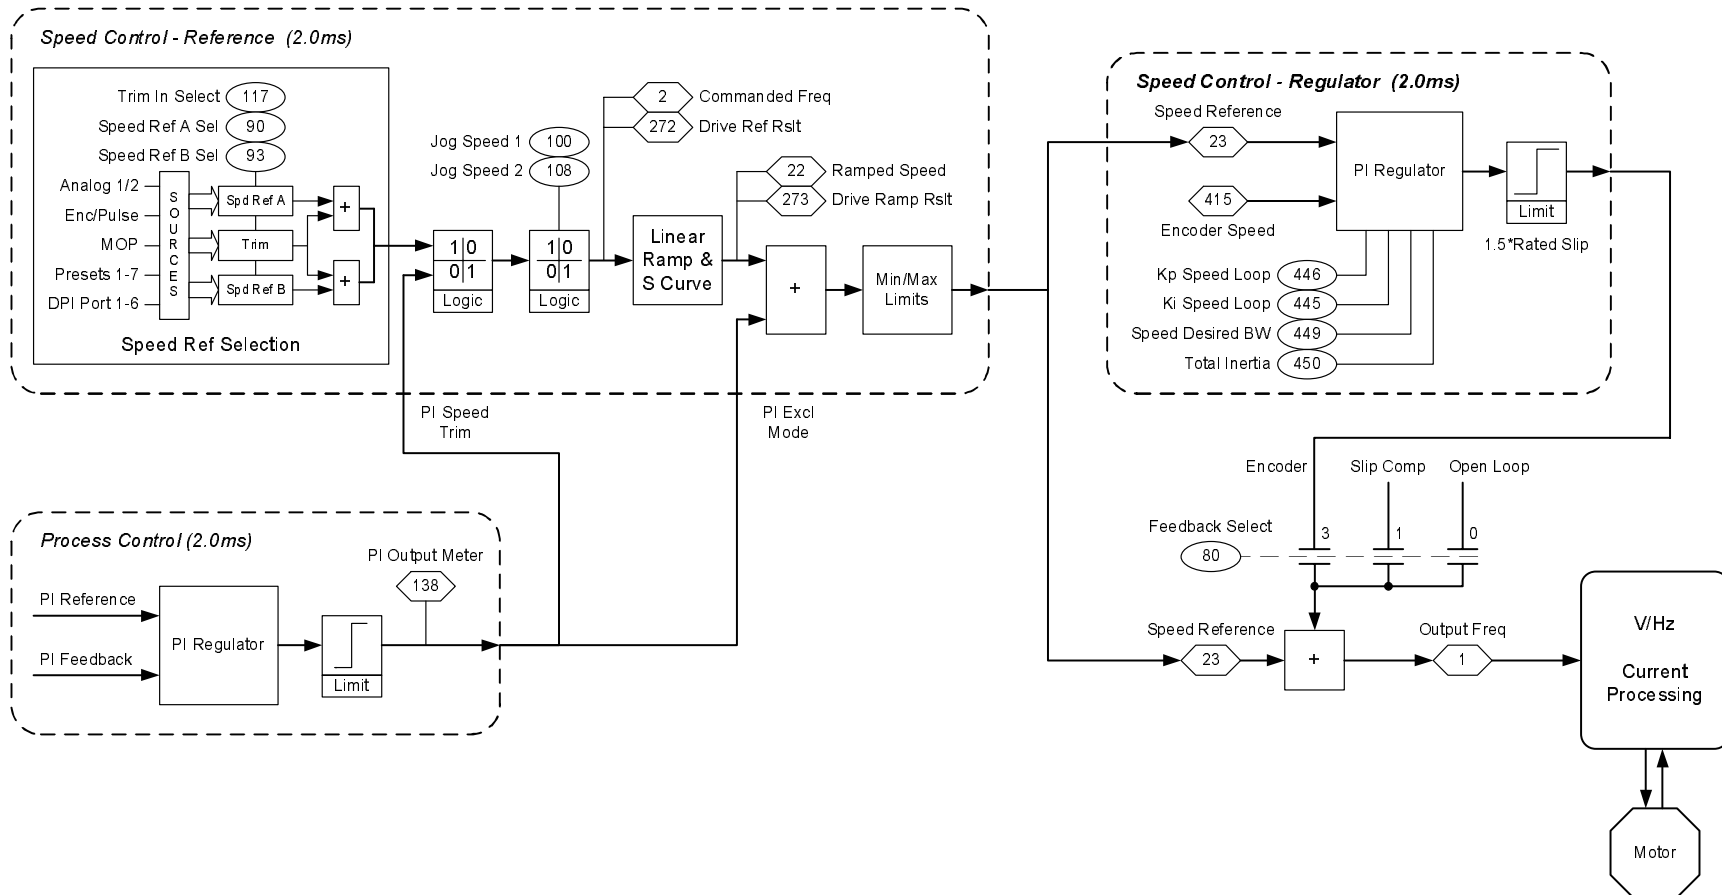 Speed Control - Reference (2.0ms)
Trim In Select 117
Speed Ref A Sel 90
Speed Ref B Sel 93
Analog 1/2
Enc/Pulse
MOP
Presets 1-7
DPI Port 1-6
SOURCES
Spd Ref A
Trim
Spd Ref B
+
+
Speed Ref Selection
Jog Speed 1 100
Jog Speed 2 108
1 0
0 1
Logic
1 0
0 1
Logic
2 Commanded Freq
272 Drive Ref Rslt
Linear
Ramp &
S Curve
22 Ramped Speed
273 Drive Ramp Rslt
+
Min/Max
Limits
PI Speed
Trim
PI Excl
Mode
Speed Control - Regulator (2.0ms)
Speed Reference
23
415
Encoder Speed
PI Regulator
Limit
1.5*Rated Slip
Kp Speed Loop 446
Ki Speed Loop 445
Speed Desired BW 449
Total Inertia 450
Process Control (2.0ms)
PI Reference
PI Feedback
PI Regulator
Limit
PI Output Meter
138
Encoder Slip Comp Open Loop
Feedback Select
80
3 1 0
Speed Reference
23
+
Output Freq
1
V/Hz
Current
Processing
Motor